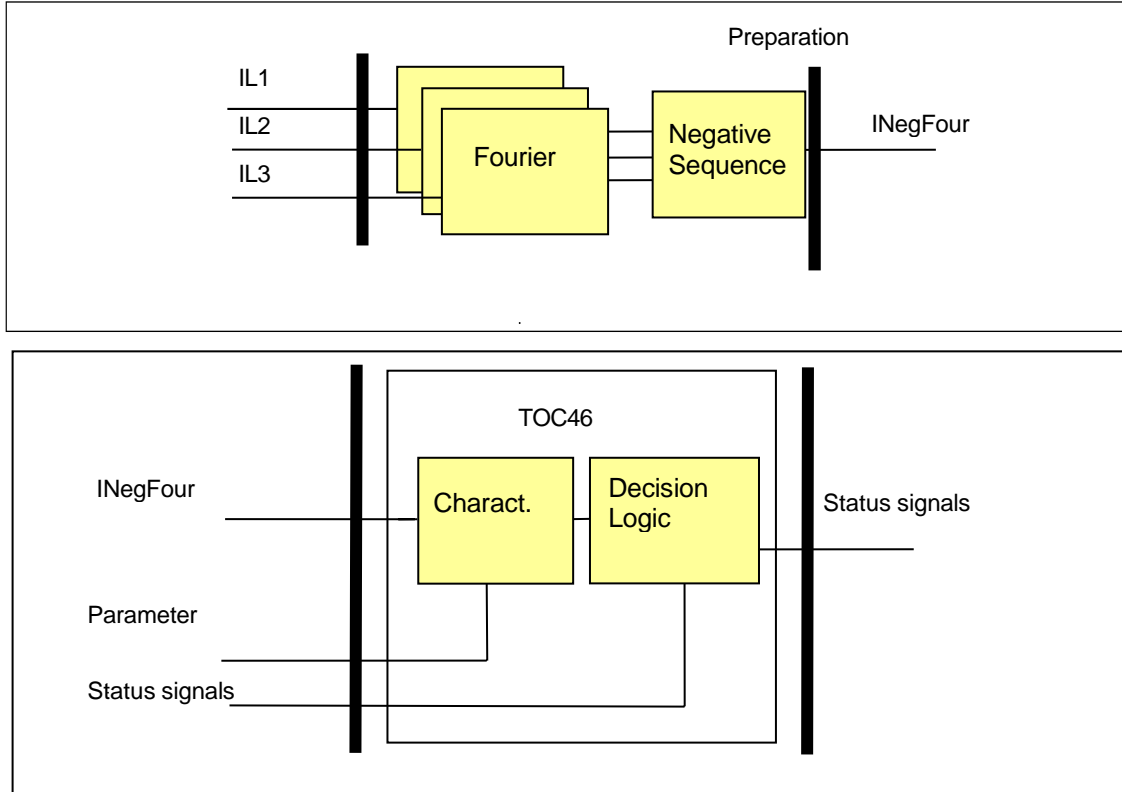 Preparation
IL1
IL2
IL3
Fourier
Negative
Sequence
INegFour
.
TOC46
INegFour
Charact.
Decision
Logic
Status signals
Parameter
Status signals